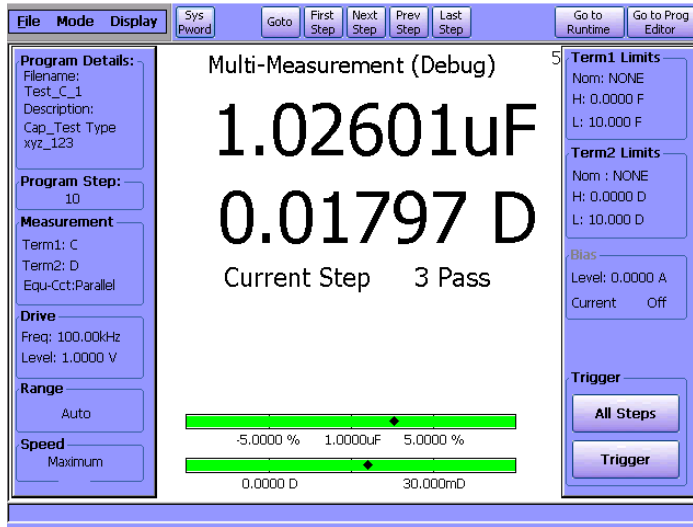 File Mode Display
Sys Pword
Goto
First Step
Next Step
Prev Step
Last Step
Go to Runtime
Go to Prog Editor
Program Details:
Filename:
Test_C_1
Description:
Cap_Test Type
xyz_123
Program Step:
10
Measurement
Term1: C
Term2: D
Equ-Cct:Parallel
Drive
Freq: 100.00kHz
Level: 1.0000 V
Range
Auto
Speed
Maximum
Multi-Measurement (Debug)
5
1.02601uF
0.01797 D
Current Step 3 Pass
-5.0000 % 1.0000uF 5.0000 %
0.0000 D 30.000mD
Term1 Limits
Nom: NONE
H: 0.0000 F
L: 10.000 F
Term2 Limits
Nom : NONE
H: 0.0000 D
L: 10.000 D
Bias
Level: 0.0000 A
Current Off
Trigger
All Steps
Trigger